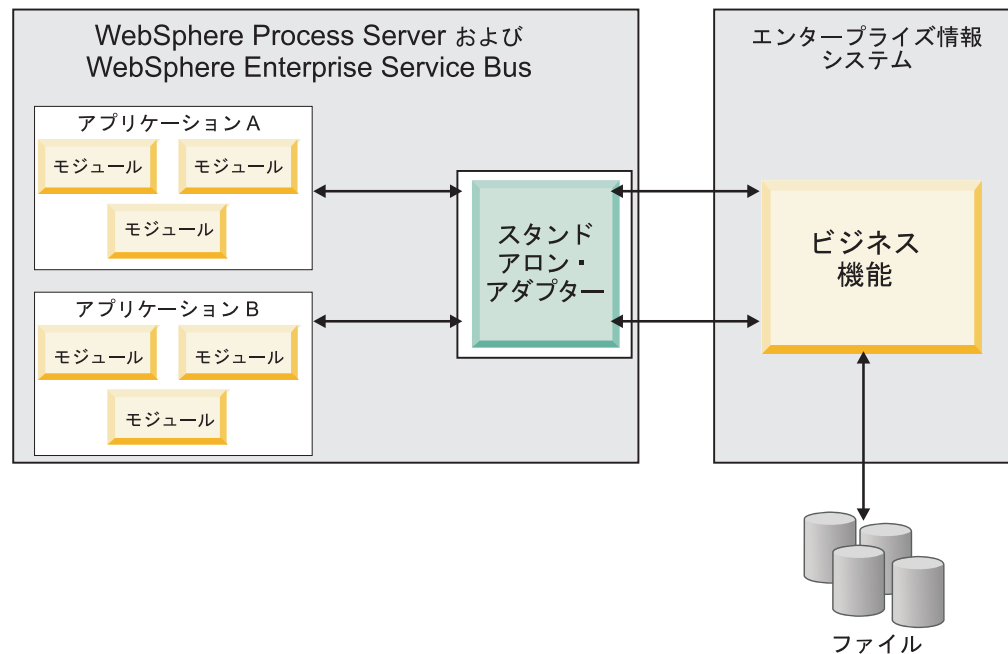 WebSphere Process Server および
WebSphere Enterprise Service Bus
アプリケーション A
モジュール
モジュール
モジュール
アプリケーション B
モジュール
モジュール
モジュール
スタンド
アロン・
アダプター
エンタープライズ情報
システム
ビジネス
機能
ファイル